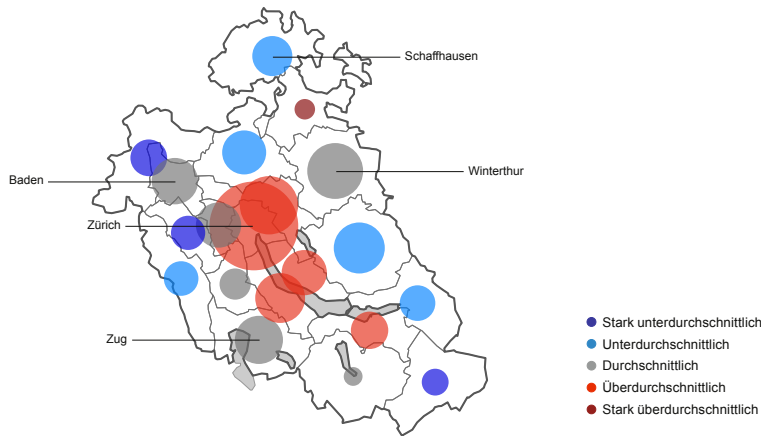 Schaffhausen
Baden
Winterthur
Zürich
Zug
Stark unterdurchschnittlich
Unterdurchschnittlich
Durchschnittlich
Überdurchschnittlich
Stark überdurchschnittlich